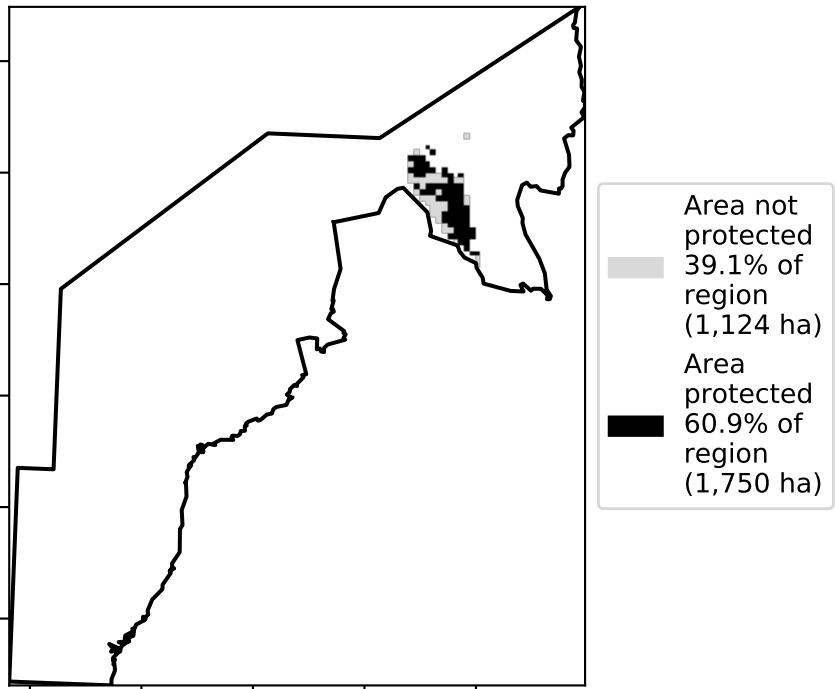 Area not
protected
39.1% of
region
(1,124 ha)
Area
protected
60.9% of
region
(1,750 ha)